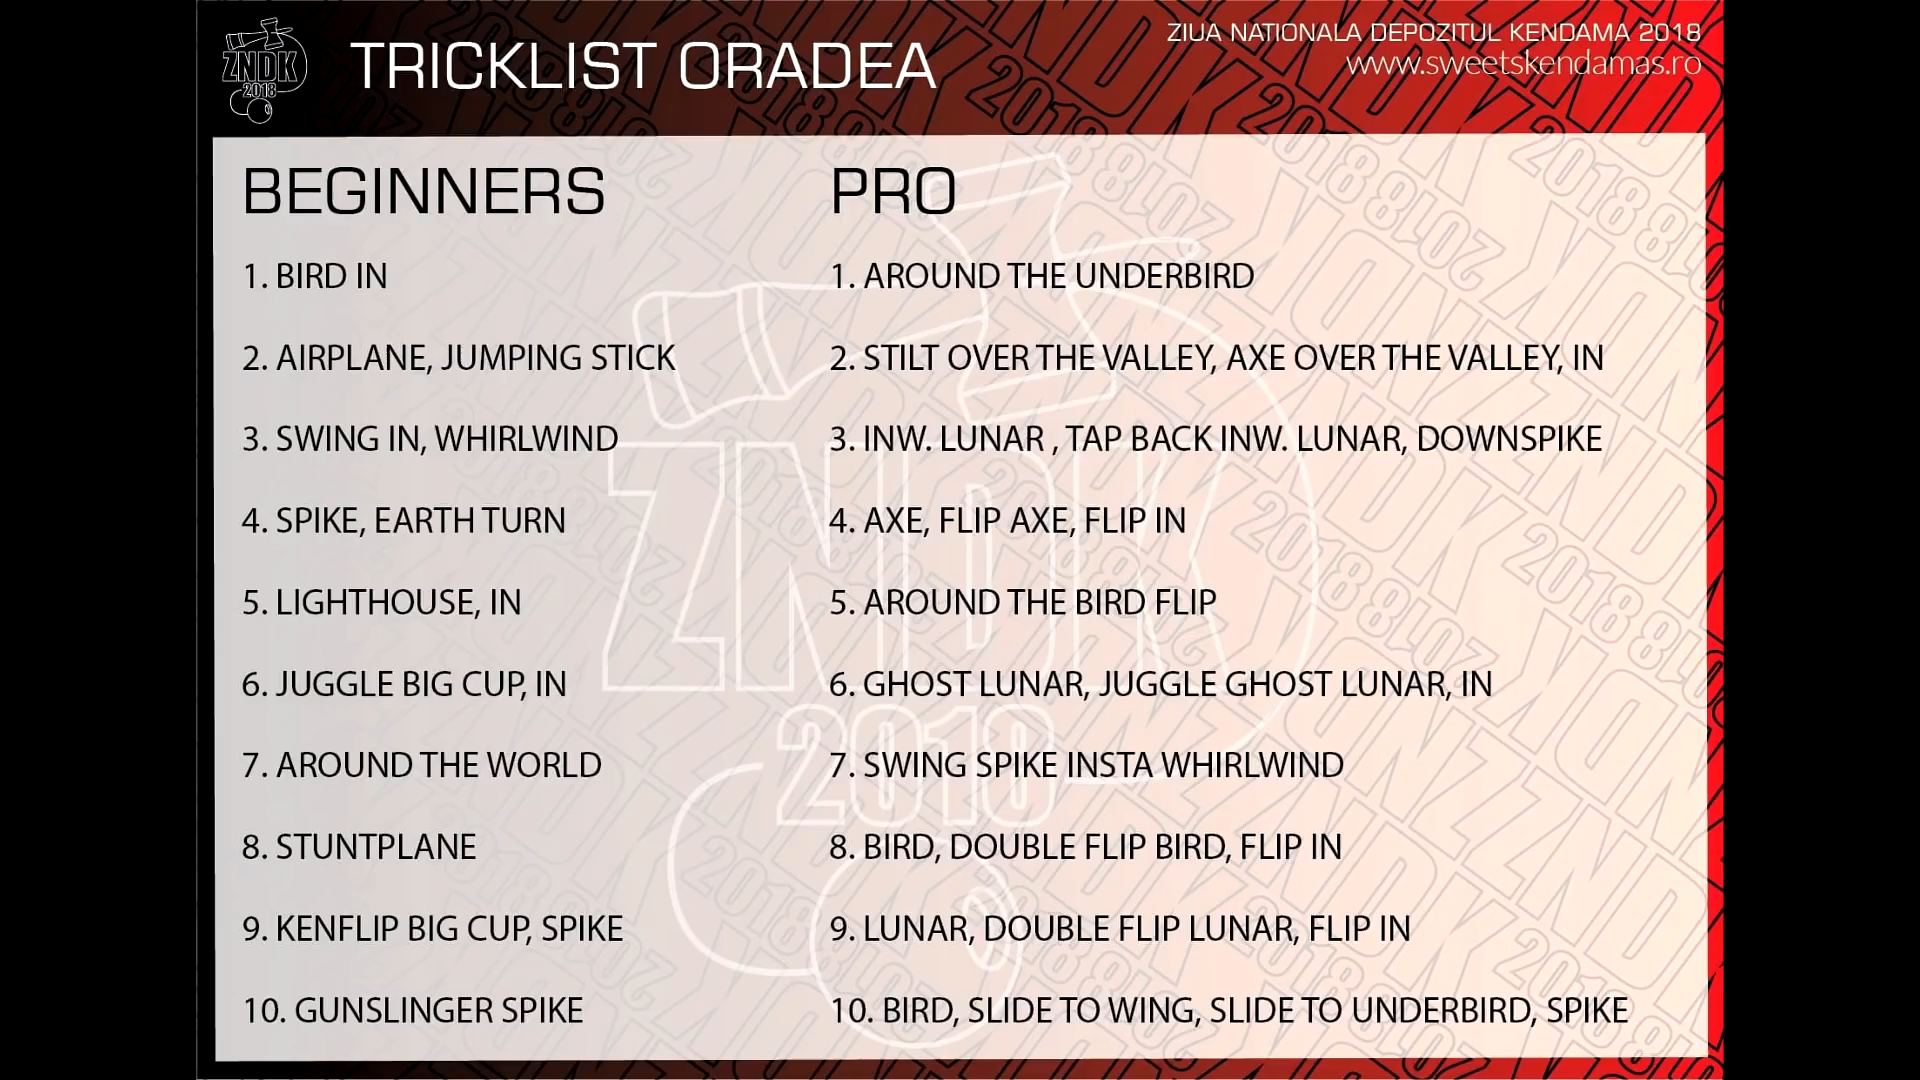 ZNDK
2018
TRICKLIST ORADEA
ZIUA NATIONALA DEPOZITUL KENDAMA 2018
www.sweetskendamas.ro
BEGINNERS
1. BIRD IN
2. AIRPLANE, JUMPING STICK
3. SWING IN, WHIRLWIND
4. SPIKE, EARTH TURN
5. LIGHTHOUSE, IN
6. JUGGLE BIG CUP, IN
7. AROUND THE WORLD
8. STUNTPLANE
9. KENFLIP BIG CUP, SPIKE
10. GUNSLINGER SPIKE
PRO
1. AROUND THE UNDERBIRD
2. STILT OVER THE VALLEY, AXE OVER THE VALLEY, IN
3. INW. LUNAR , TAP BACK INW. LUNAR, DOWNSPIKE
4. AXE, FLIP AXE, FLIP IN
5. AROUND THE BIRD FLIP
6. GHOST LUNAR, JUGGLE GHOST LUNAR, IN
7. SWING SPIKE INSTA WHIRLWIND
8. BIRD, DOUBLE FLIP BIRD, FLIP IN
9. LUNAR, DOUBLE FLIP LUNAR, FLIP IN
10. BIRD, SLIDE TO WING, SLIDE TO UNDERBIRD, SPIKE
ZNDK
2018